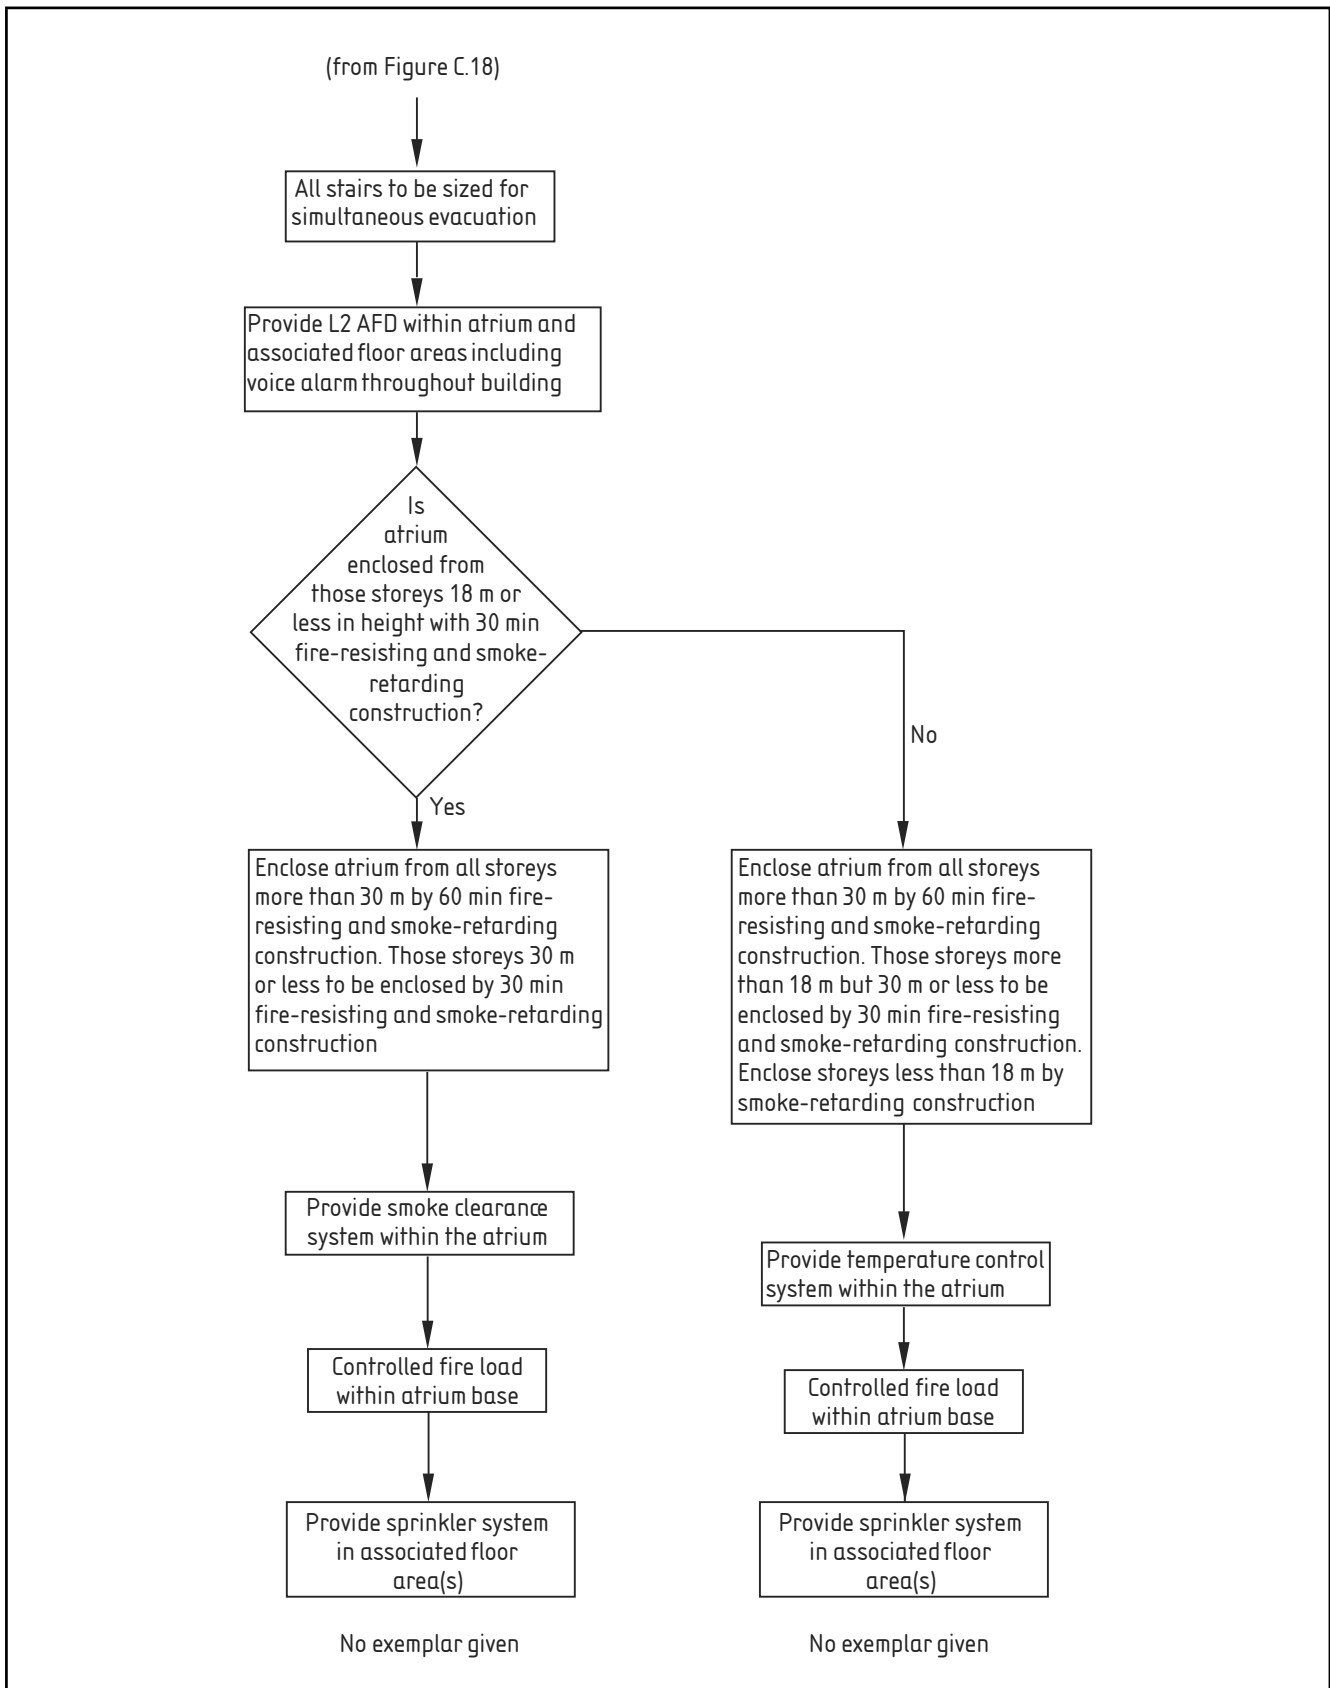 (from Figure C.18)
All stairs to be sized for
simultaneous evacuation
Provide L2 AFD within atrium and
associated floor areas including
voice alarm throughout building
Is
atrium
enclosed from
those storeys 18 m or
less in height with 30 min
fire-resisting and smoke-
retarding
construction?
No
Yes
Enclose atrium from all storeys
more than 30 m by 60 min fire-
resisting and smoke-retarding
construction. Those storeys 30 m
or less to be enclosed by 30 min
fire-resisting and smoke-retarding
construction
Enclose atrium from all storeys
more than 30 m by 60 min fire-
resisting and smoke-retarding
construction. Those storeys more
than 18 m but 30 m or less to be
enclosed by 30 min fire-resisting
and smoke-retarding construction.
Enclose storeys less than 18 m by
smoke-retarding construction
Provide smoke clearance
system within the atrium
Provide temperature control
system within the atrium
Controlled fire load
within atrium base
Controlled fire load
within atrium base
Provide sprinkler system
in associated floor
area(s)
Provide sprinkler system
in associated floor
area(s)
No exemplar given
No exemplar given